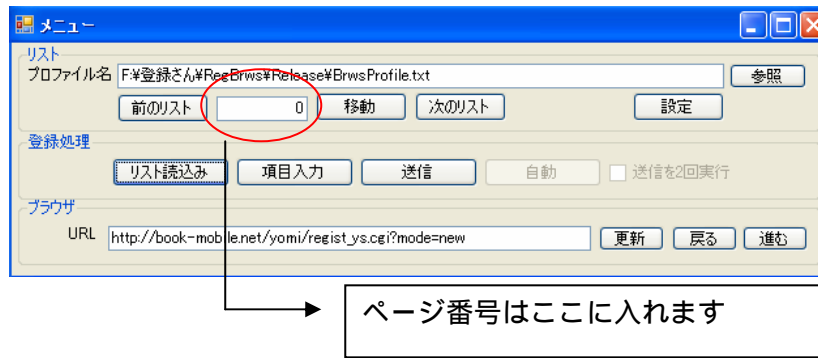 メニュー
リスト
プロファイル名 F:¥登録さん¥RegBrws¥Release¥BrwsProfile.txt 参照
前のリスト 0 移動 次のリスト 設定
登録処理
リスト読込み 項目入力 送信 自動 送信を2回実行
ブラウザ
URL http://book-mobile.net/yomi/regist_ys.cgi?mode=new 更新 戻る 進む
ページ番号はここに入れます